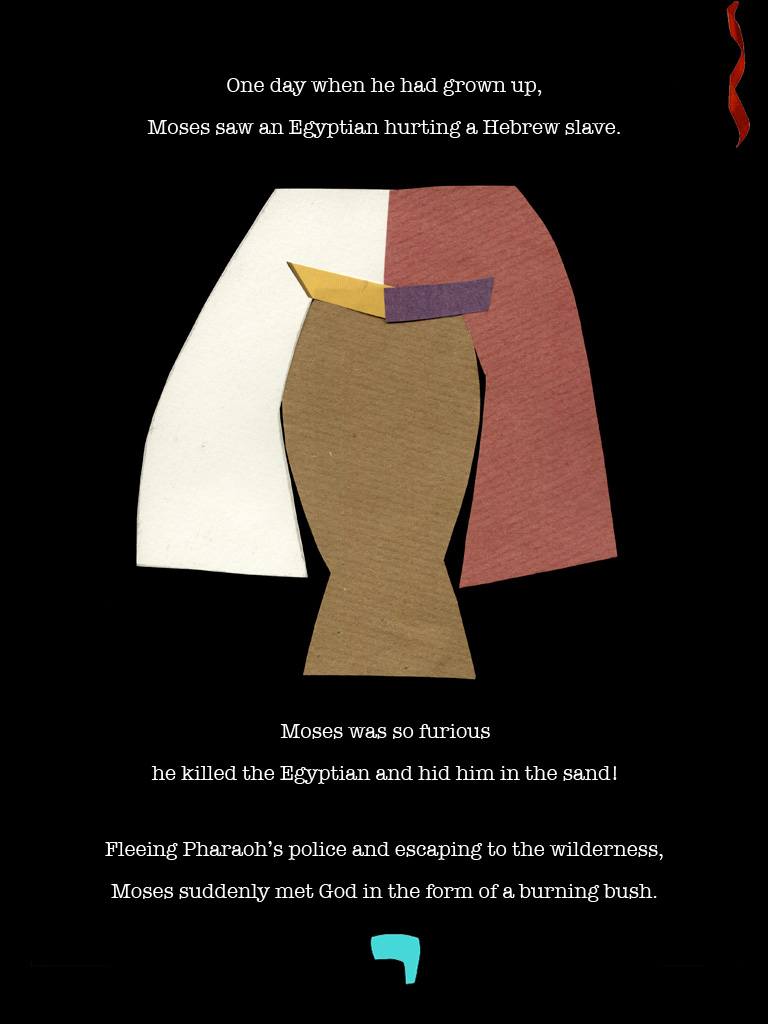 One day when he had grown up,
Moses saw an Egyptian hurting a Hebrew slave.
Moses was so furious
he killed the Egyptian and hid him in the sand!
Fleeing Pharaoh’s police and escaping to the wilderness,
Moses suddenly met God in the form of a burning bush.